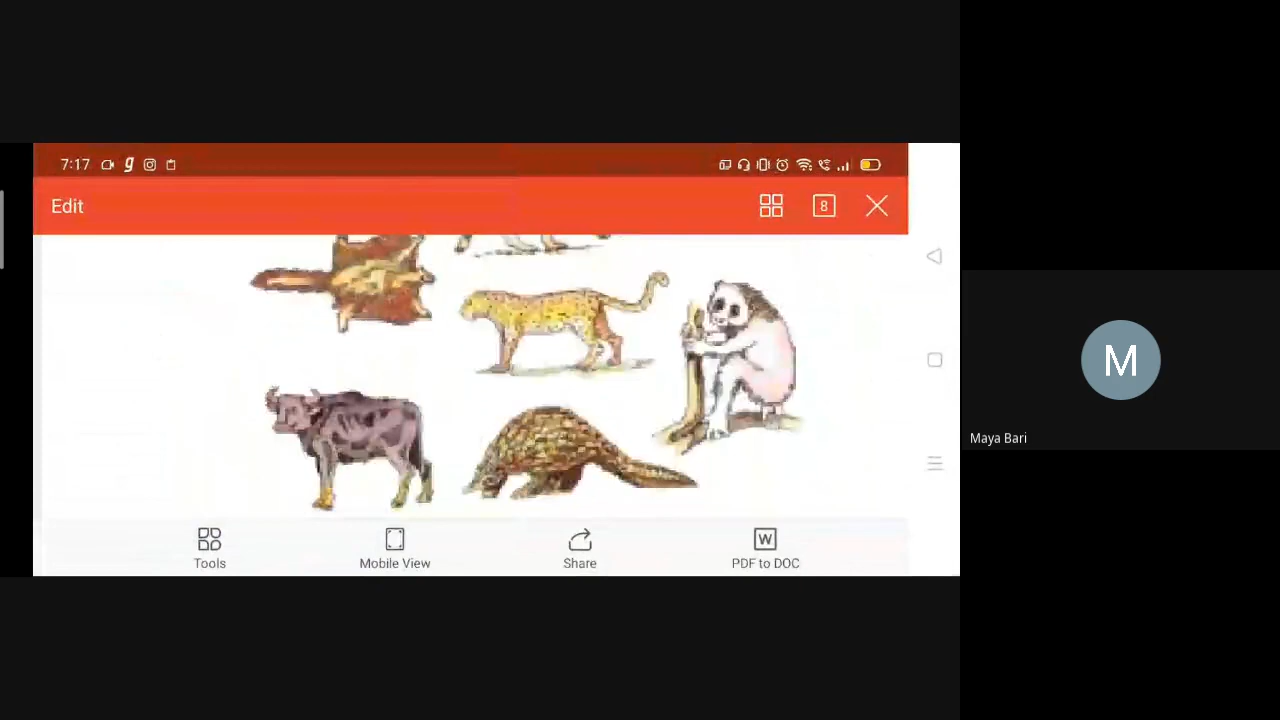 7:17
Edit
8
Tools
Mobile View
Share
W
PDF to DOC
M
Maya Bari